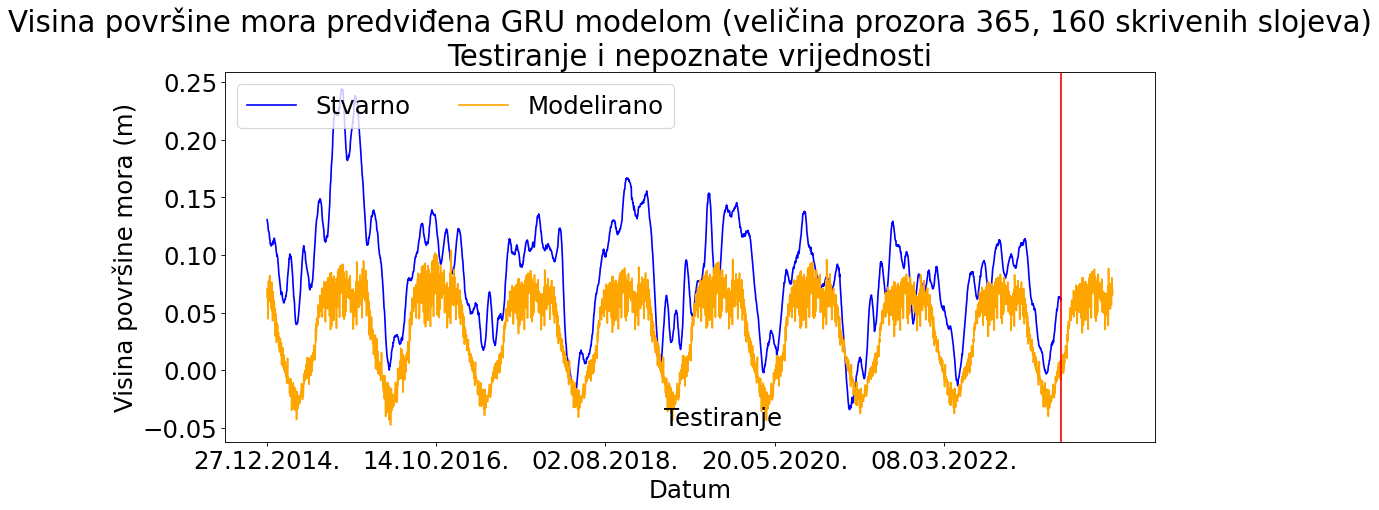 Visina površine mora predviđena GRU modelom (veličina prozora 365, 160 skrivenih slojeva)
Testiranje i nepoznate vrijednosti
Stvarno
Modelirano
Visina površine mora (m)
0.25
0.20
0.15
0.10
0.05
0.00
−0.05
Testiranje
27.12.2014.
14.10.2016.
02.08.2018.
20.05.2020.
08.03.2022.
Datum